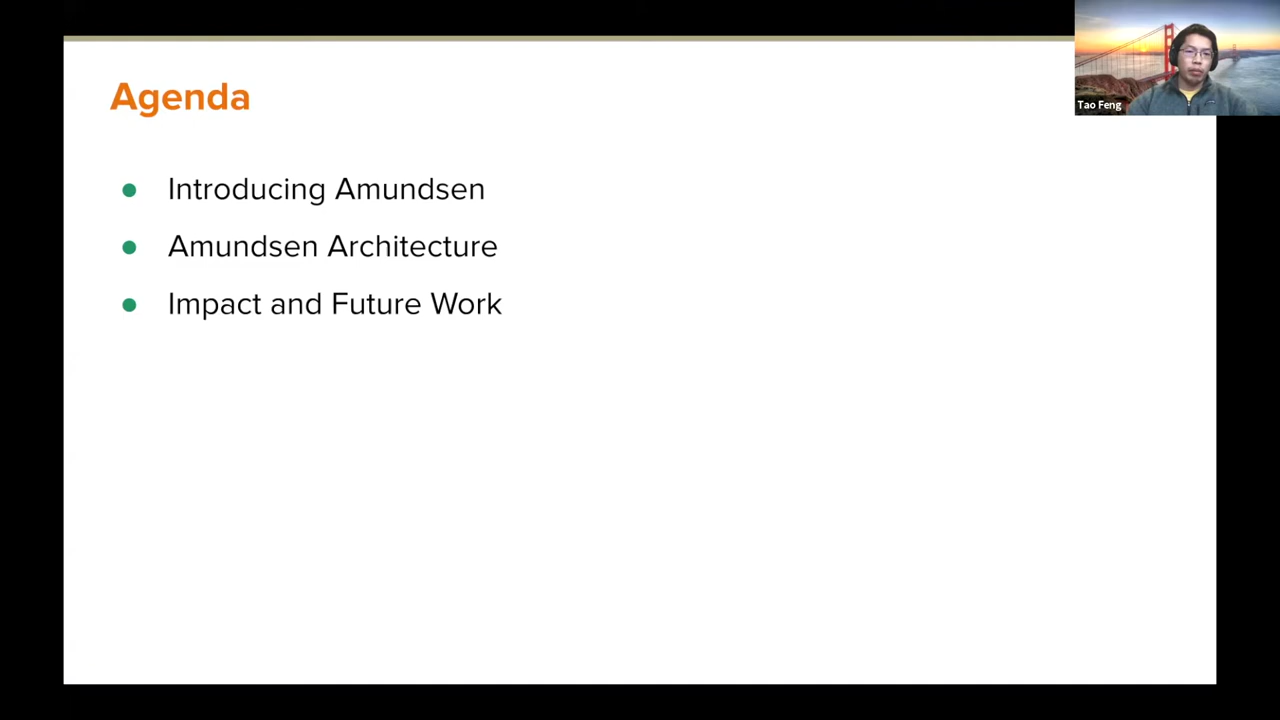 Agenda
Tao Feng
Introducing Amundsen
Amundsen Architecture
Impact and Future Work